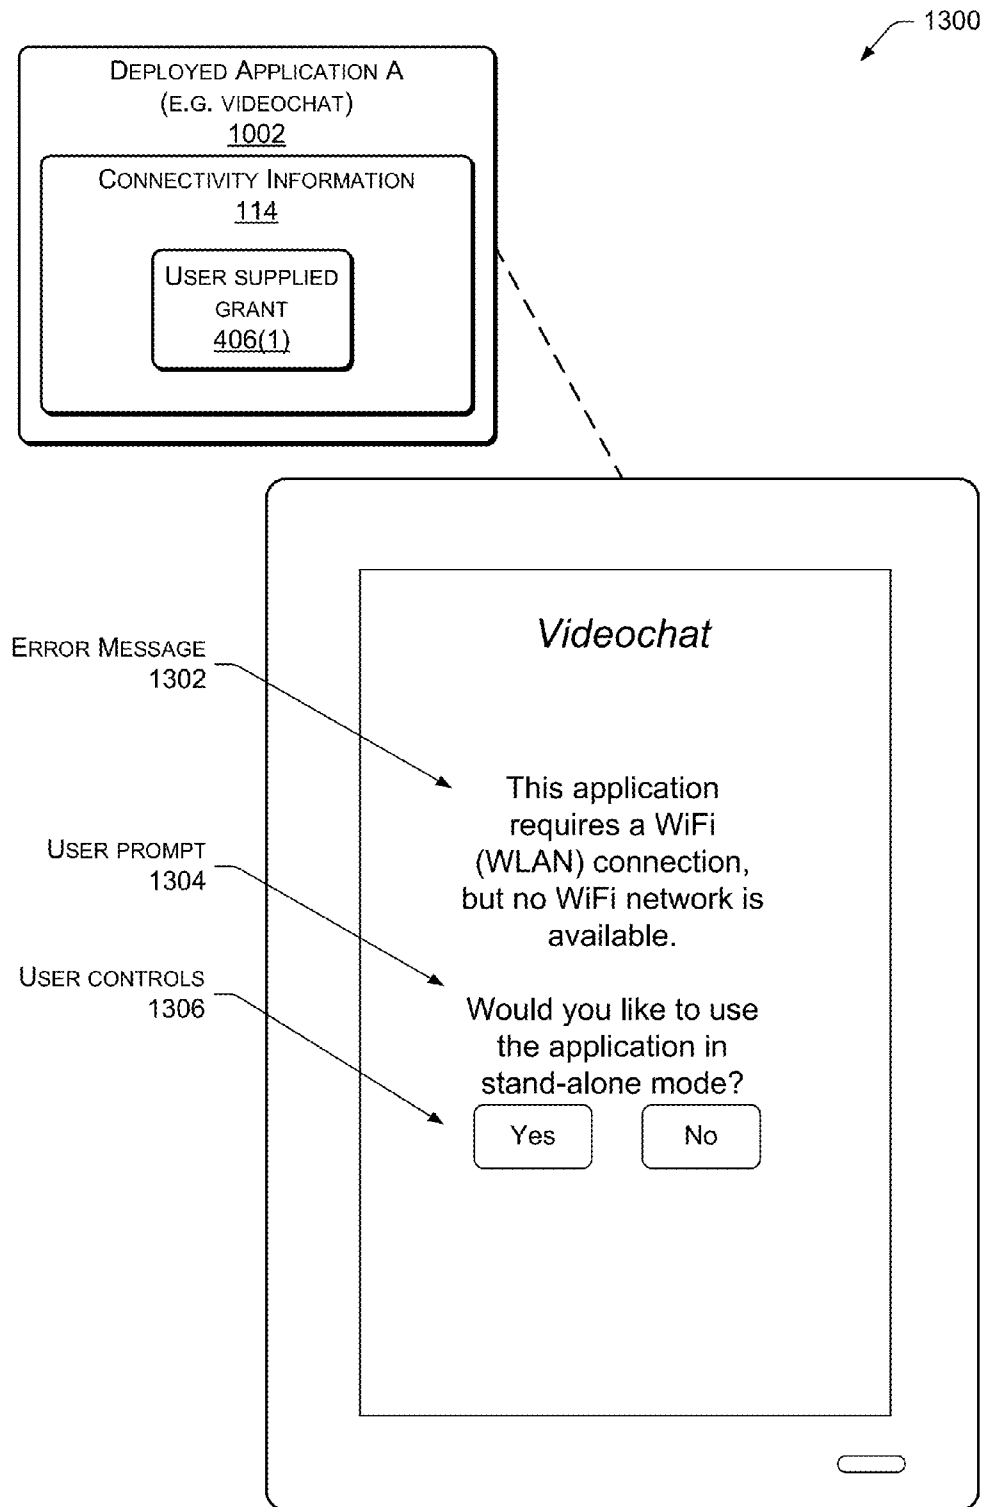 1300
DEPLOYED APPLICATION A
(E.G. VIDEOCHAT)
1002
CONNECTIVITY INFORMATION
114
USER SUPPLIED
GRANT
406(1)
Videochat
ERROR MESSAGE
1302
This application
requires a WiFi
(WLAN) connection,
but no WiFi network is
available.
USER PROMPT
1304
Would you like to use
the application in
stand-alone mode?
USER CONTROLS
1306
Yes No